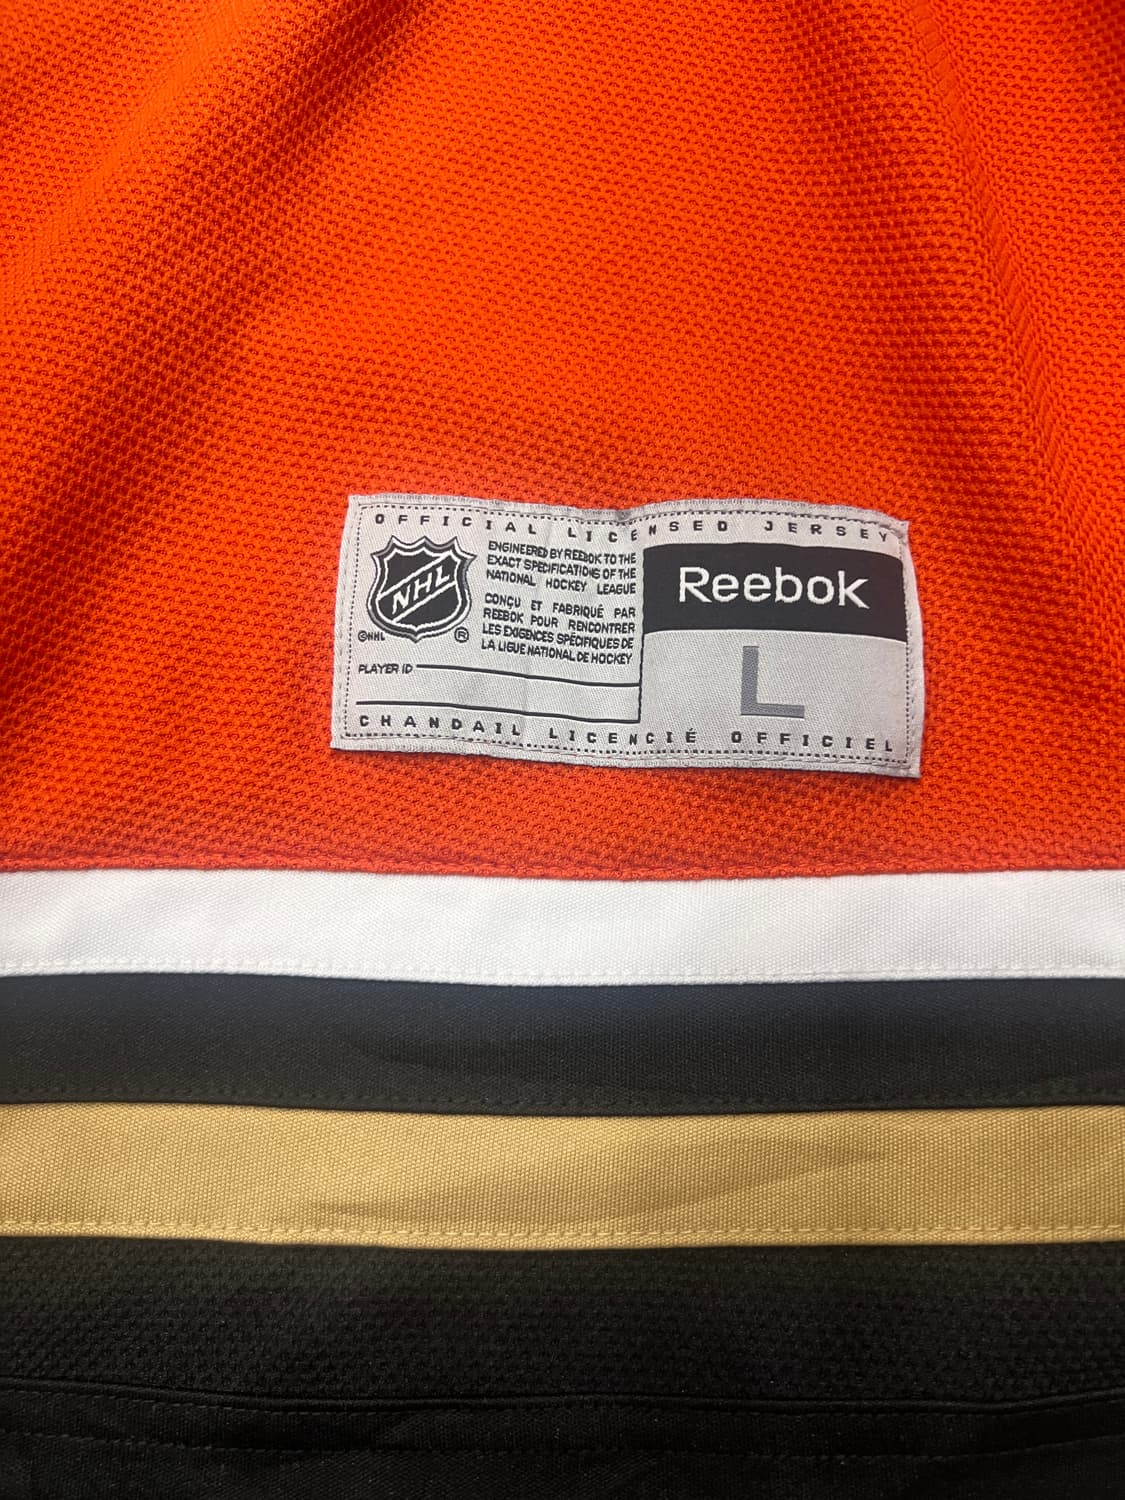 OFFICIAL LICENSED JERSEY
NHL
©NHL ®
ENGINEERED BY REEBOK TO THE
EXACT SPECIFICATIONS OF THE
NATIONAL HOCKEY LEAGUE
CONÇU ET FABRIQUÉ PAR
REEBOK POUR RENCONTRER
LES EXIGENCES SPÉCIFIQUES DE
LA LIGUE NATIONAL DE HOCKEY
PLAYER ID
Reebok
L
CHANDAIL LICENCIÉ OFFICIEL